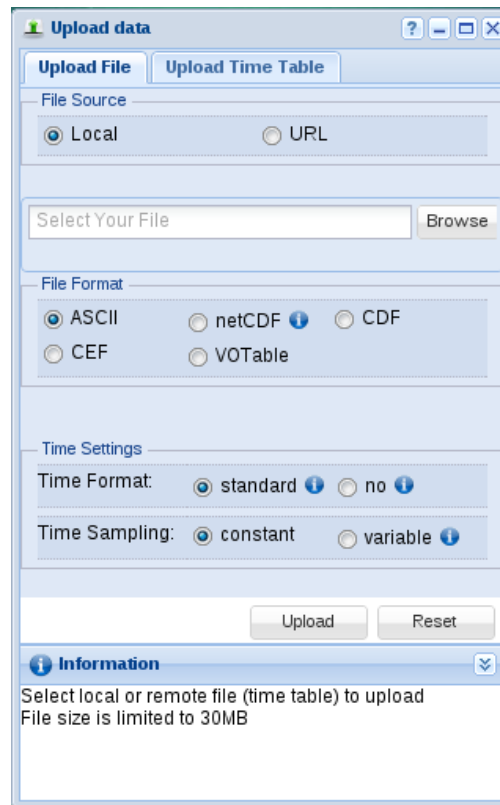 Upload data
Upload File Upload Time Table
File Source
Local URL
Select Your File Browse
File Format
ASCII netCDF CDF
CEF VOTable
Time Settings
Time Format: standard no
Time Sampling: constant variable
Upload Reset
Information
Select local or remote file (time table) to upload
File size is limited to 30MB